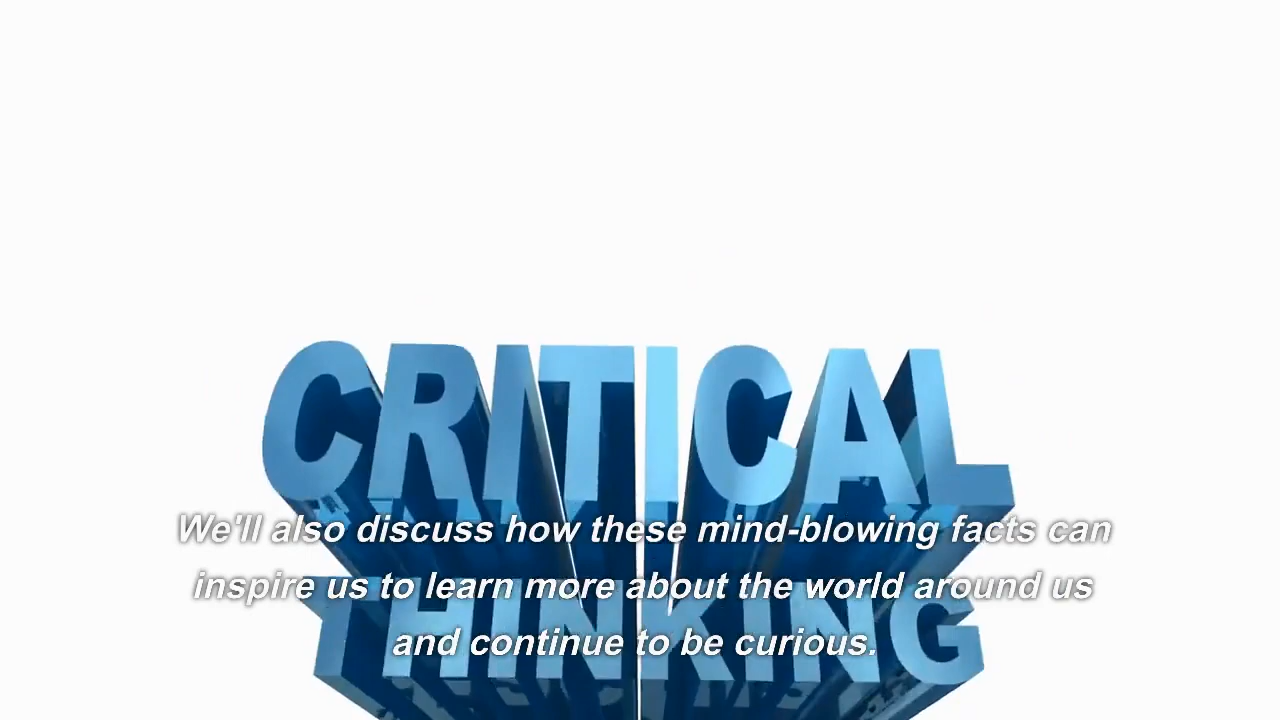 CRITICAL
We'll also discuss how these mind-blowing facts can
inspire us to learn more about the world around us
THINKING
and continue to be curious.